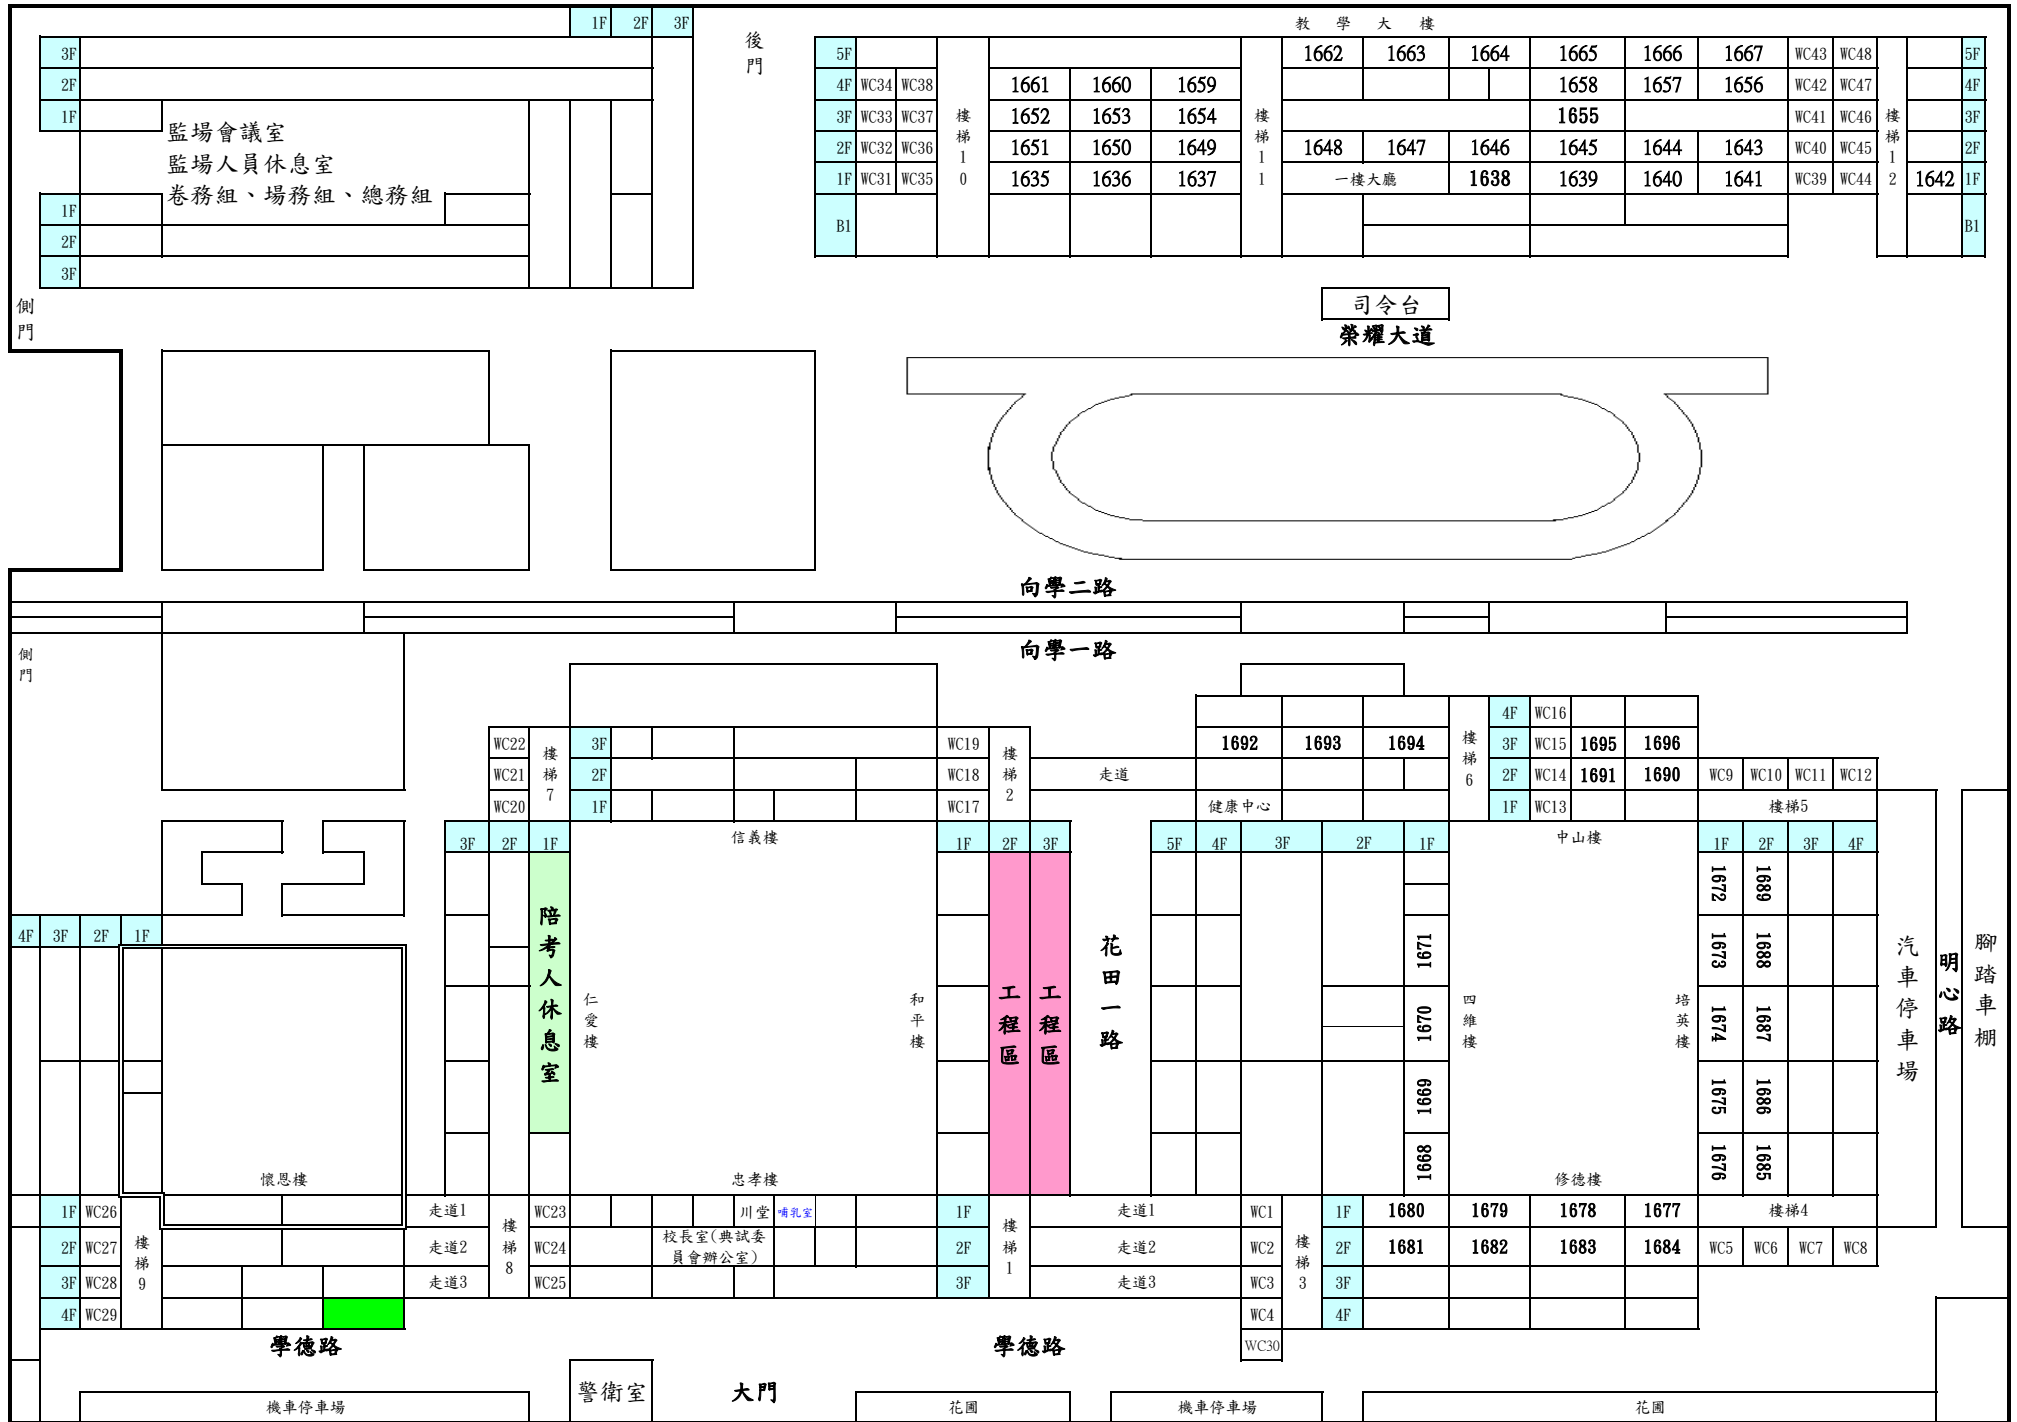 1F 2F 3F
教 學 大 樓
後門
3F
2F
1F
監場會議室
監場人員休息室
卷務組、場務組、總務組
1F
2F
3F
5F 1662 1663 1664 1665 1666 1667 WC43 WC48 5F
4F WC34 WC38 1661 1660 1659 1658 1657 1656 WC42 WC47 4F
3F WC33 WC37 1652 1653 1654 1655 WC41 WC46 3F
2F WC32 WC36 1651 1650 1649 1648 1647 1646 1645 1644 1643 WC40 WC45 2F
1F WC31 WC35 1635 1636 1637 一樓大廳 1638 1639 1640 1641 WC39 WC44 1642 1F
樓梯10
樓梯11
樓梯12
B1 B1
側門
司令台
榮耀大道
向學二路
向學一路
側門
4F WC16
WC22 3F WC19 1692 1693 1694 3F WC15 1695 1696
WC21 2F WC18 走道 2F WC14 1691 1690 WC9 WC10 WC11 WC12
WC20 1F WC17 健康中心 1F WC13 樓梯5
樓梯7
樓梯2
樓梯6
3F 2F 1F 信義樓 1F 2F 3F 5F 4F 3F 2F 1F 中山樓 1F 2F 3F 4F
4F 3F 2F 1F
陪考人休息室
仁愛樓
和平樓
工程區
工程區
花田一路
1671
1670
1669
1668
四維樓
培英樓
1672 1689
1673 1688
1674 1687
1675 1686
1676 1685
汽車停車場
明心路
腳踏車棚
懷恩樓 忠孝樓 修德樓
1F WC26 走道1 WC23 川堂 哺乳室 1F 走道1 WC1 1F 1680 1679 1678 1677 樓梯4
2F WC27 走道2 WC24 校長室(典試委員會辦公室) 2F 走道2 WC2 2F 1681 1682 1683 1684 WC5 WC6 WC7 WC8
3F WC28 走道3 WC25 3F 走道3 WC3 3F
4F WC29 WC4 4F
樓梯9
樓梯8
樓梯1
樓梯3
學德路 學德路 WC30
警衛室 大門
機車停車場 花圃 機車停車場 花圃